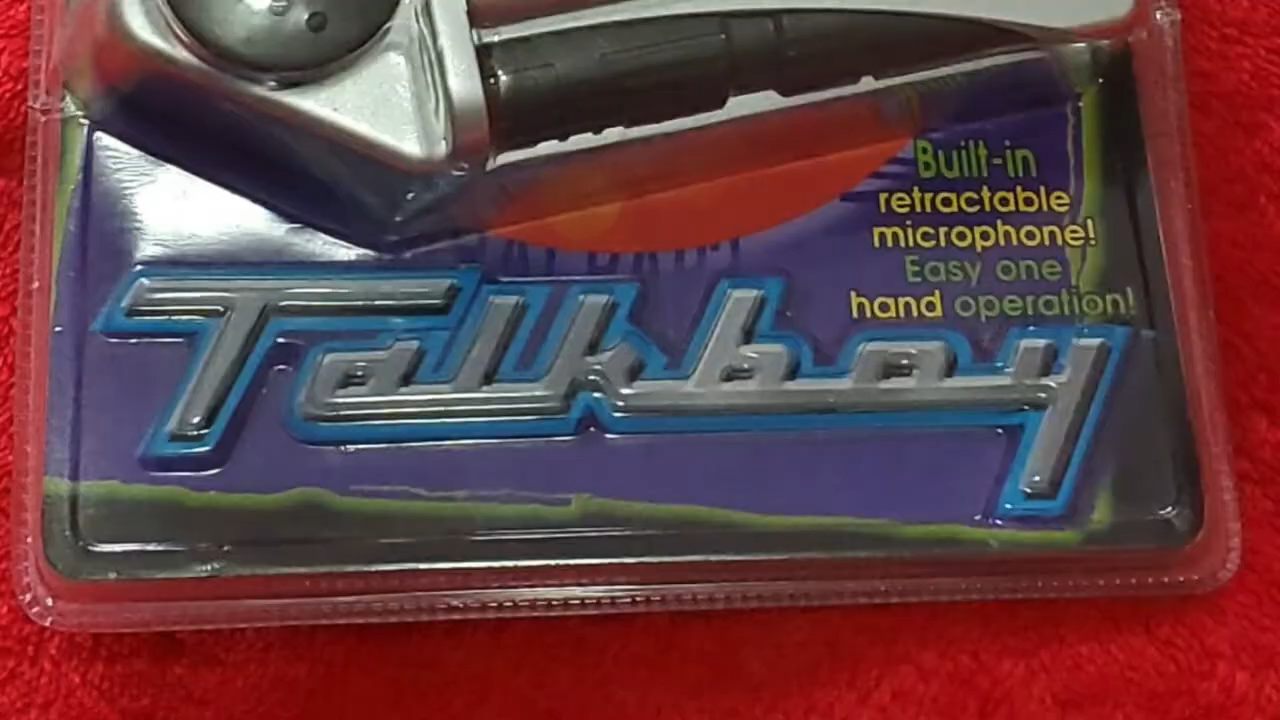 Built-in
retractable
microphone!
Easy one
hand operation!
Talkboy